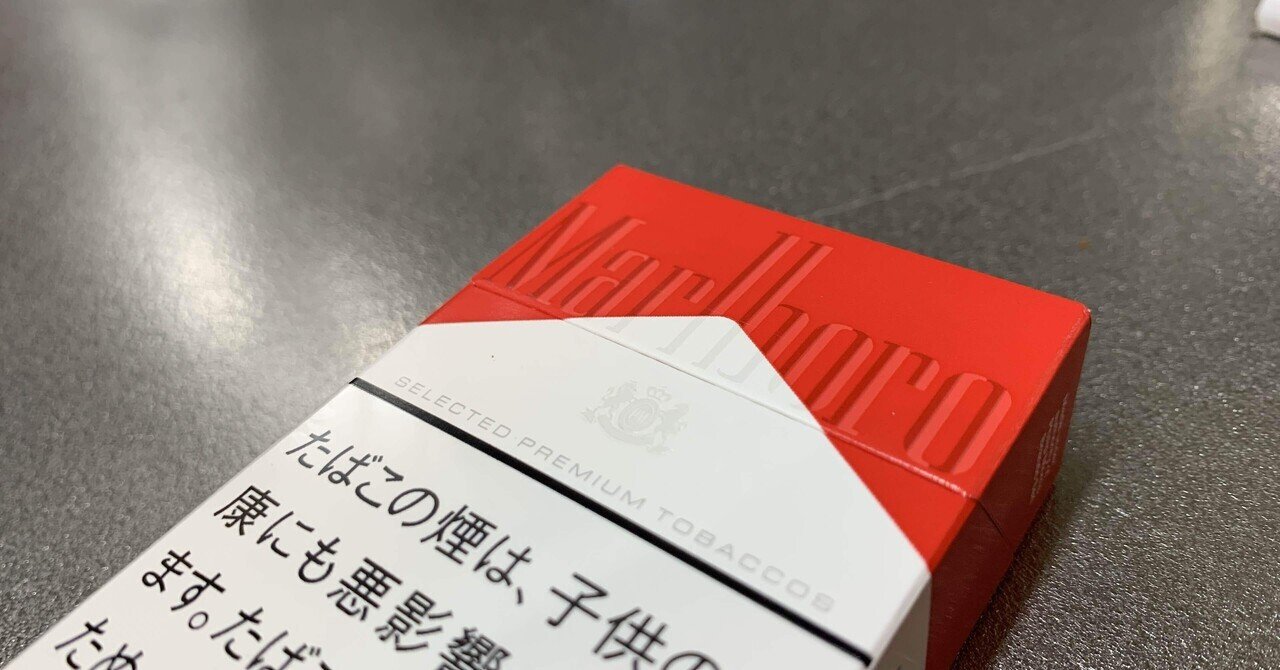 Marlboro
SELECTED PREMIUM TOBACCOS
たばこの煙は、子供の
康にも悪影響
ます。たばこ
ため